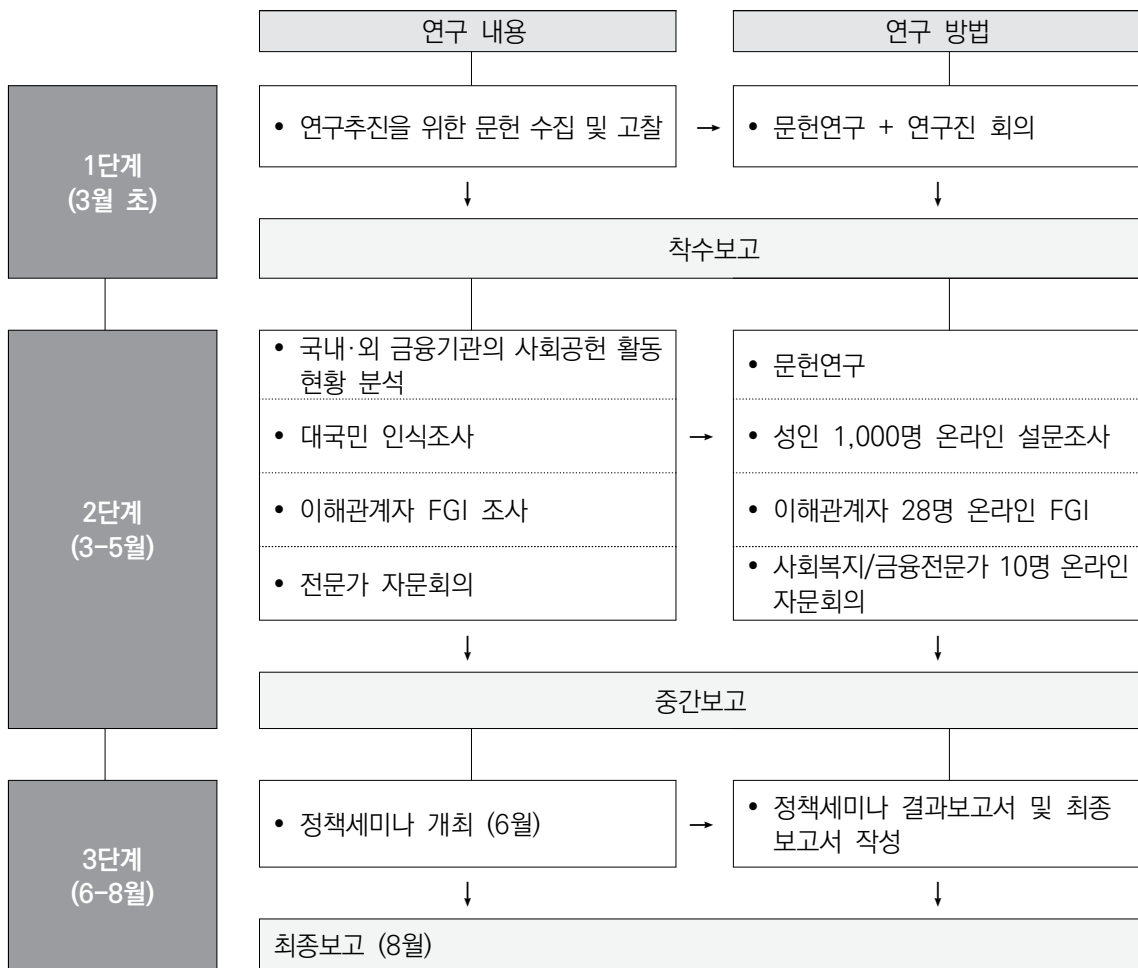 연구 내용
연구 방법
1단계
(3월 초)
• 연구추진을 위한 문헌 수집 및 고찰
→
• 문헌연구 + 연구진 회의
↓ ↓
착수보고
2단계
(3-5월)
• 국내·외 금융기관의 사회공헌 활동
현황 분석
• 대국민 인식조사
• 이해관계자 FGI 조사
• 전문가 자문회의
→
• 문헌연구
• 성인 1,000명 온라인 설문조사
• 이해관계자 28명 온라인 FGI
• 사회복지/금융전문가 10명 온라인
자문회의
↓ ↓
중간보고
3단계
(6-8월)
• 정책세미나 개최 (6월)
→
• 정책세미나 결과보고서 및 최종
보고서 작성
↓ ↓
최종보고 (8월)